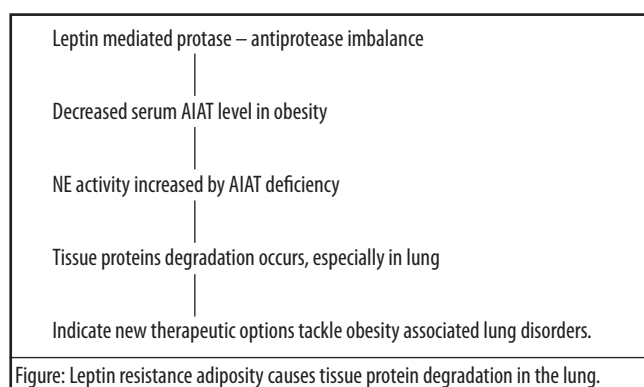 Leptin mediated protase – antiprotease imbalance
Decreased serum AIAT level in obesity
NE activity increased by AIAT deficiency
Tissue proteins degradation occurs, especially in lung
Indicate new therapeutic options tackle obesity associated lung disorders.
Figure: Leptin resistance adiposity causes tissue protein degradation in the lung.